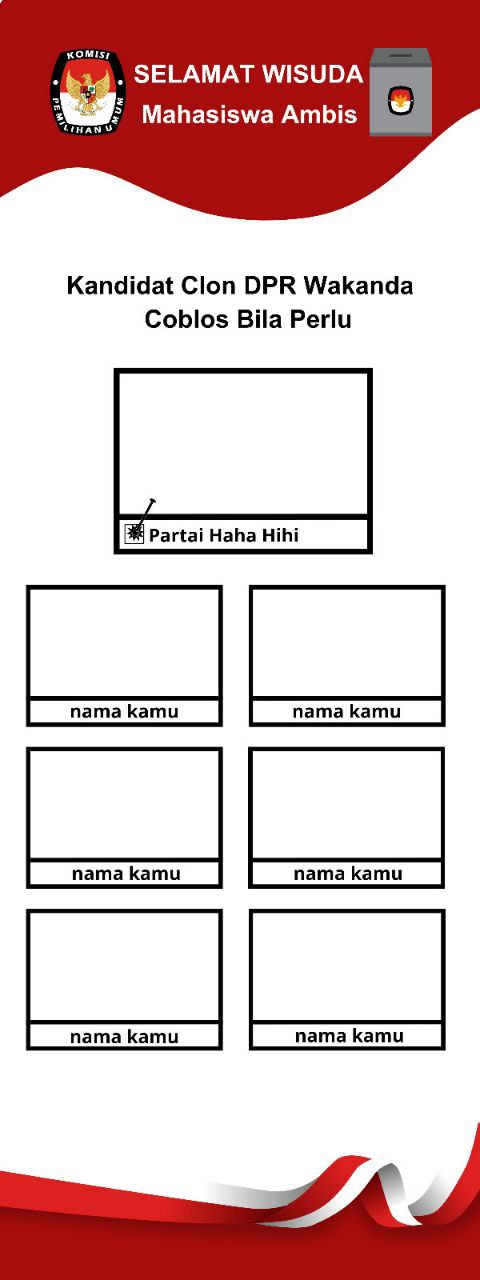 KOMISI
PEMILIHAN UMUM
SELAMAT WISUDA
Mahasiswa Ambis
Kandidat Clon DPR Wakanda
Coblos Bila Perlu
Partai Haha Hihi
nama kamu
nama kamu
nama kamu
nama kamu
nama kamu
nama kamu